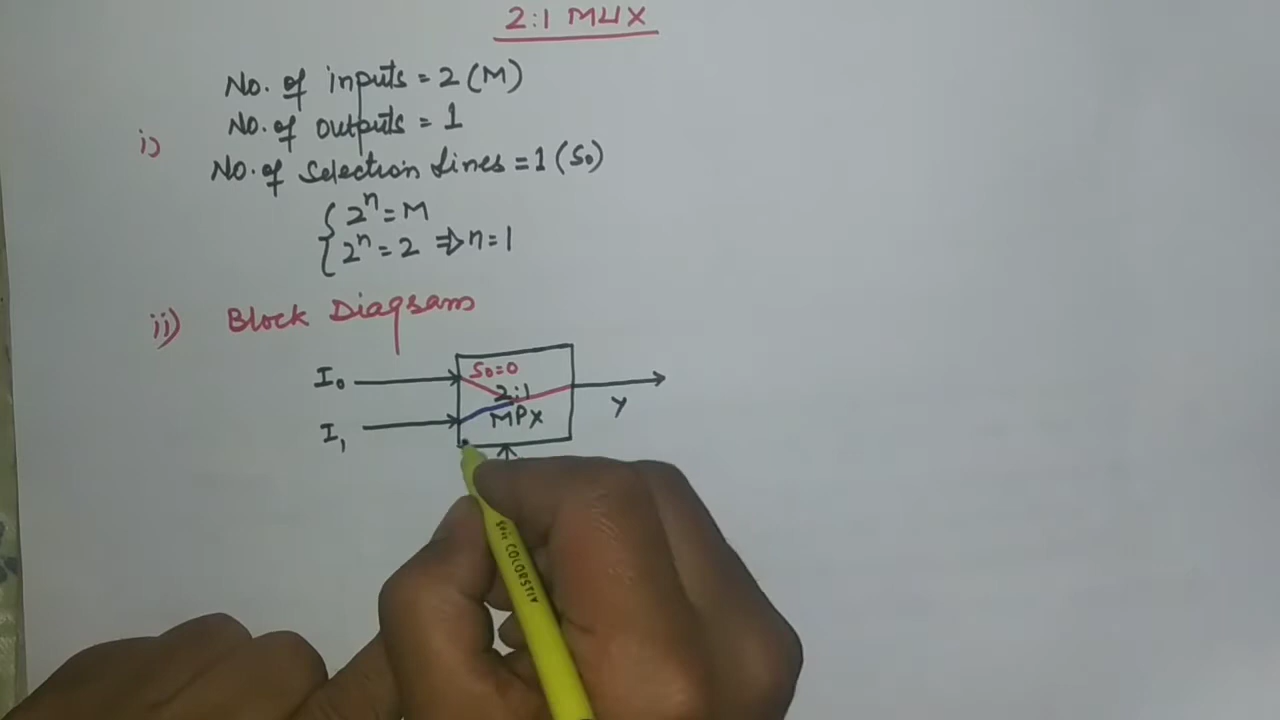 2:1 MUX
No. of inputs = 2 (M)
i)
No. of outputs = 1
No. of Selection Lines = 1 (S₀)
2ⁿ = M
2ⁿ = 2 ⇒ n = 1
ii) Block Diagram
I₀
S₀=0
2:1
MPX
Y
I₁
COLORSTIX